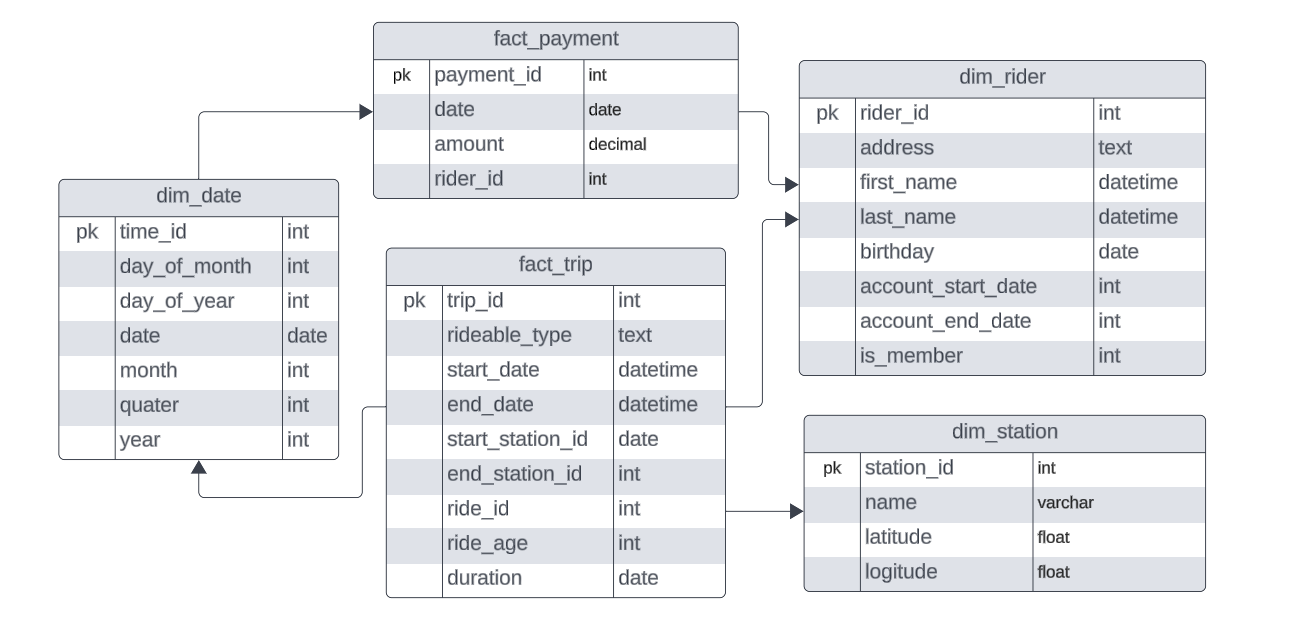 fact_payment
pk payment_id int
date date
amount decimal
rider_id int
dim_rider
pk rider_id int
address text
first_name datetime
last_name datetime
birthday date
account_start_date int
account_end_date int
is_member int
dim_date
pk time_id int
day_of_month int
day_of_year int
date date
month int
quater int
year int
fact_trip
pk trip_id int
rideable_type text
start_date datetime
end_date datetime
start_station_id date
end_station_id int
ride_id int
ride_age int
duration date
dim_station
pk station_id int
name varchar
latitude float
logitude float